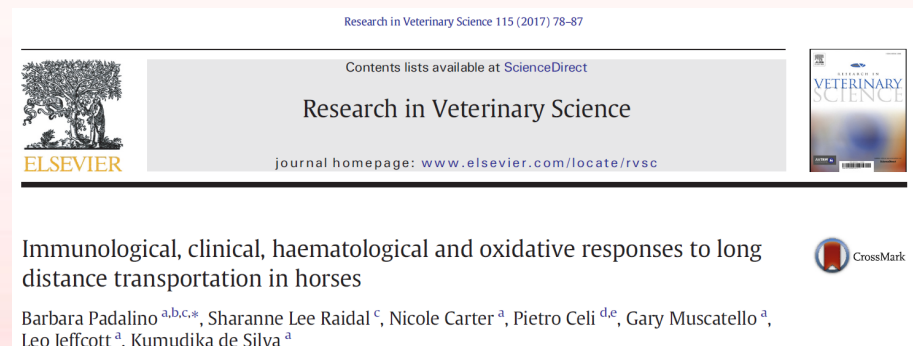 Research in Veterinary Science 115 (2017) 78–87
Contents lists available at ScienceDirect
Research in Veterinary Science
journal homepage: www.elsevier.com/locate/rvsc
ELSEVIER
RESEARCH IN
VETERINARY
SCIENCE
Immunological, clinical, haematological and oxidative responses to long
distance transportation in horses
CrossMark
Barbara Padalino a,b,c,*, Sharanne Lee Raidal c, Nicole Carter a, Pietro Celi d,e, Gary Muscatello a,
Leo Jeffcott a, Kumudika de Silva a